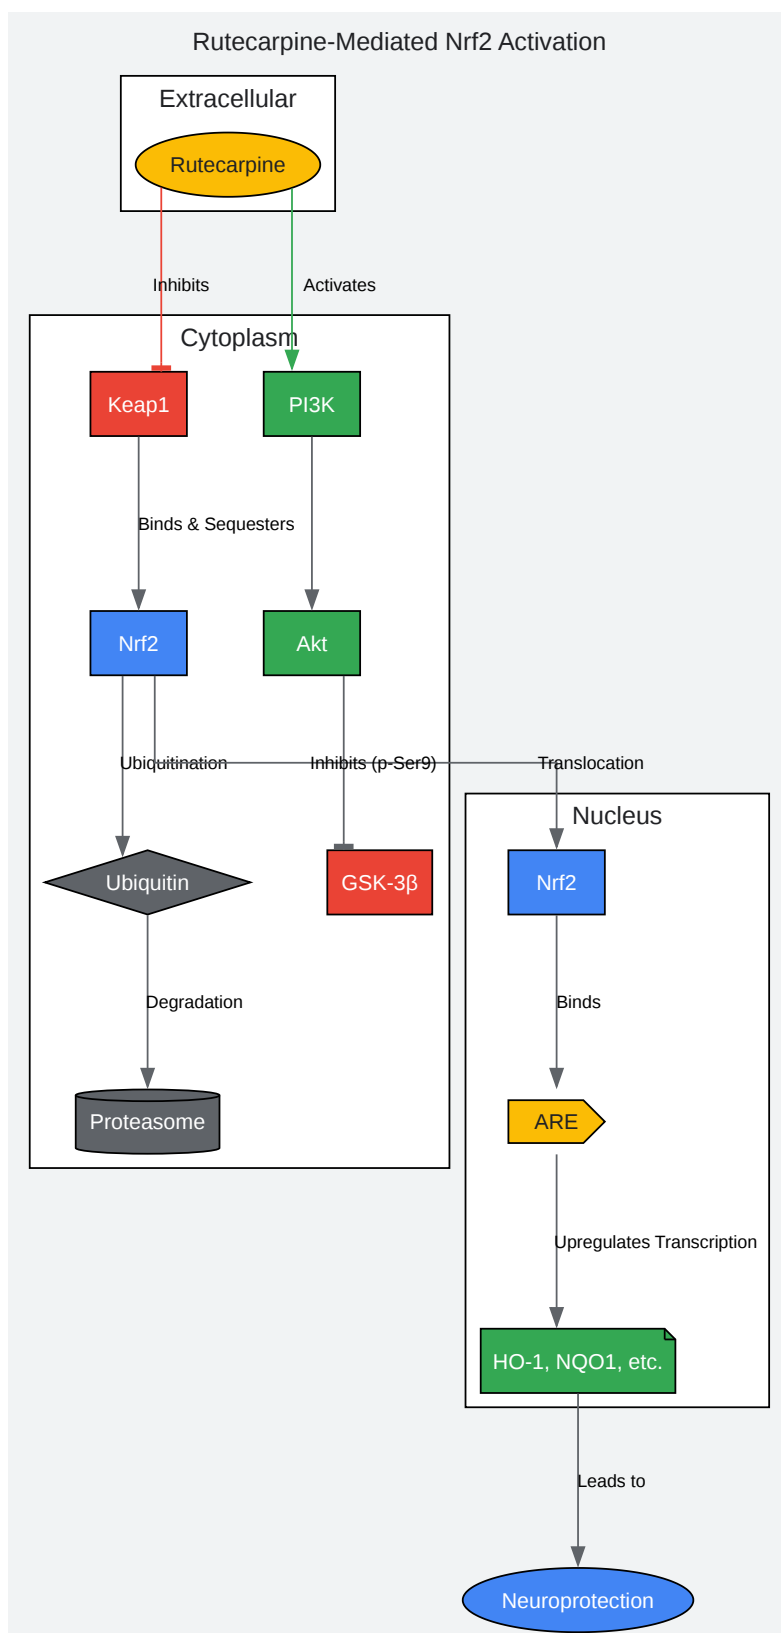 Rutecarpine-Mediated Nrf2 Activation
Extracellular
Rutecarpine
Inhibits
Activates
Cytoplasm
Keap1
PI3K
Binds & Sequesters
Nrf2
Akt
Ubiquitination
Inhibits (p-Ser9)
Translocation
Nucleus
Ubiquitin
GSK-3β
Nrf2
Degradation
Binds
Proteasome
ARE
Upregulates Transcription
HO-1, NQO1, etc.
Leads to
Neuroprotection